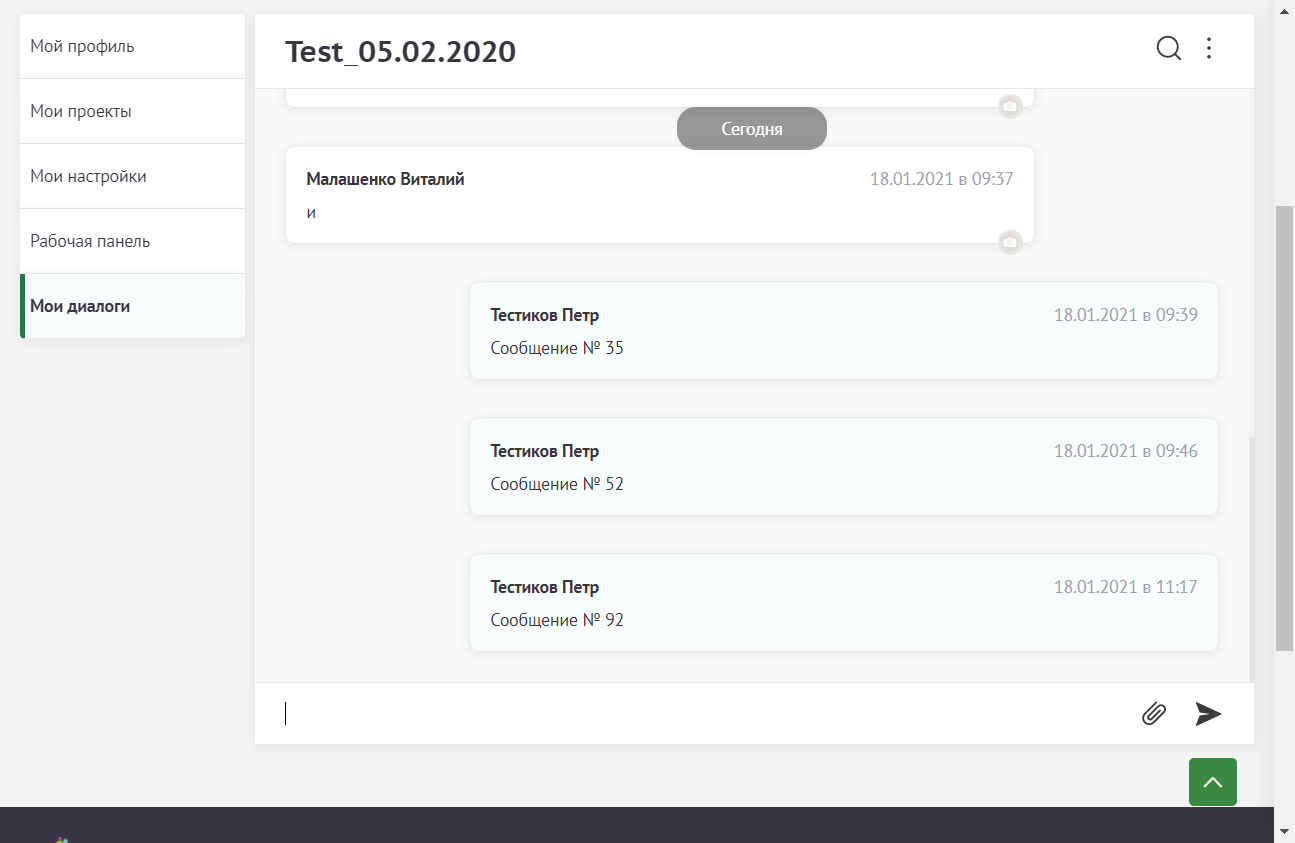 Мой профиль
Мои проекты
Мои настройки
Рабочая панель
Мои диалоги
Test_05.02.2020
Сегодня
Малашенко Виталий 18.01.2021 в 09:37
и
Тестиков Петр 18.01.2021 в 09:39
Сообщение № 35
Тестиков Петр 18.01.2021 в 09:46
Сообщение № 52
Тестиков Петр 18.01.2021 в 11:17
Сообщение № 92